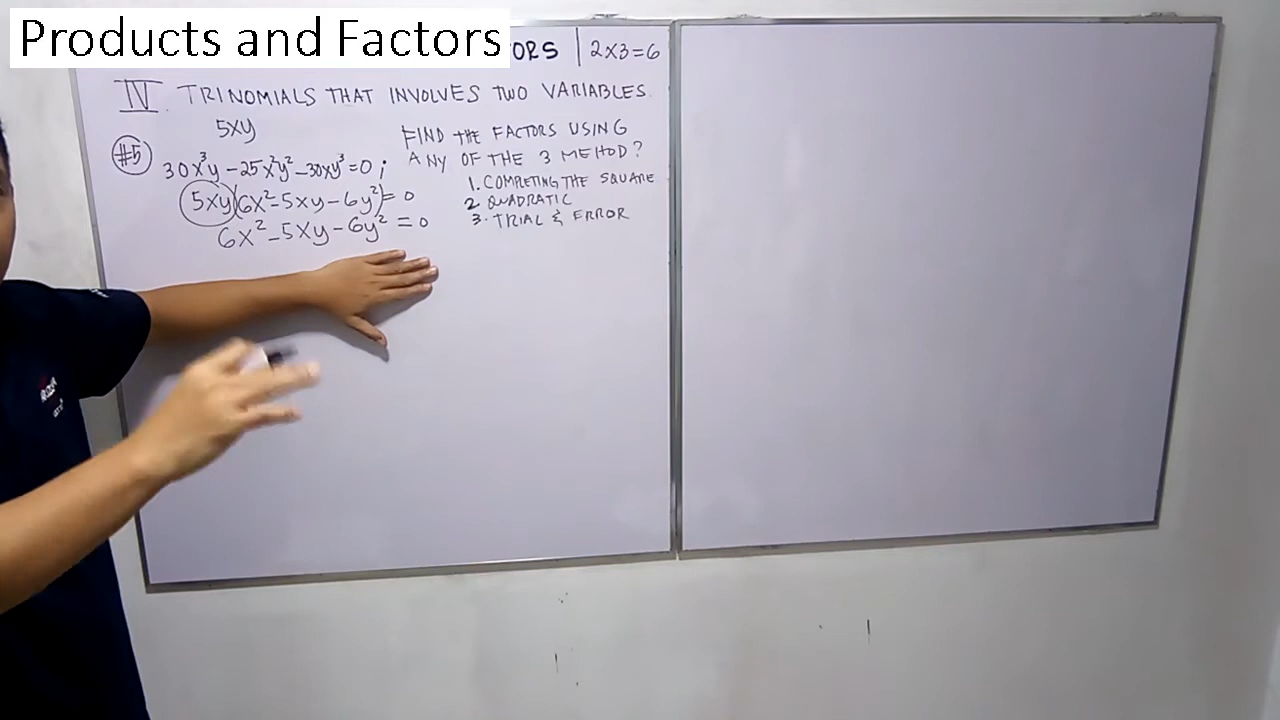 Products and Factors
ORS | 2x3=6
IV. TRINOMIALS THAT INVOLVES TWO VARIABLES.
5xy
#5
30x³y - 25x²y² - 30xy³ = 0 ;
5xy(6x² - 5xy - 6y²) = 0
6x² - 5xy - 6y² = 0
FIND THE FACTORS USING
ANY OF THE 3 METHOD?
1. COMPLETING THE SQUARE
2 QUADRATIC
3. TRIAL & ERROR